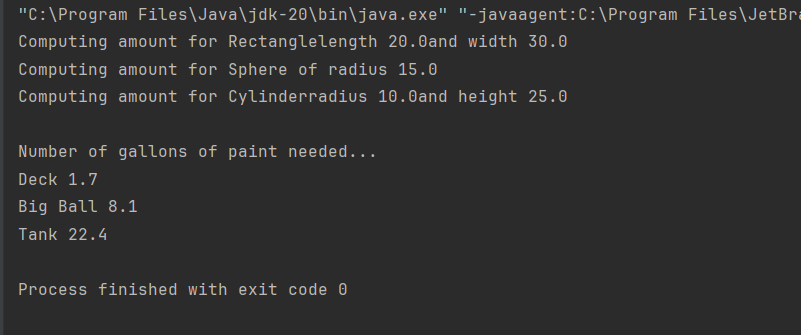 "C:\Program Files\Java\jdk-20\bin\java.exe" "-javaagent:C:\Program Files\JetBra
Computing amount for Rectanglelength 20.0and width 30.0
Computing amount for Sphere of radius 15.0
Computing amount for Cylinderradius 10.0and height 25.0
Number of gallons of paint needed...
Deck 1.7
Big Ball 8.1
Tank 22.4
Process finished with exit code 0